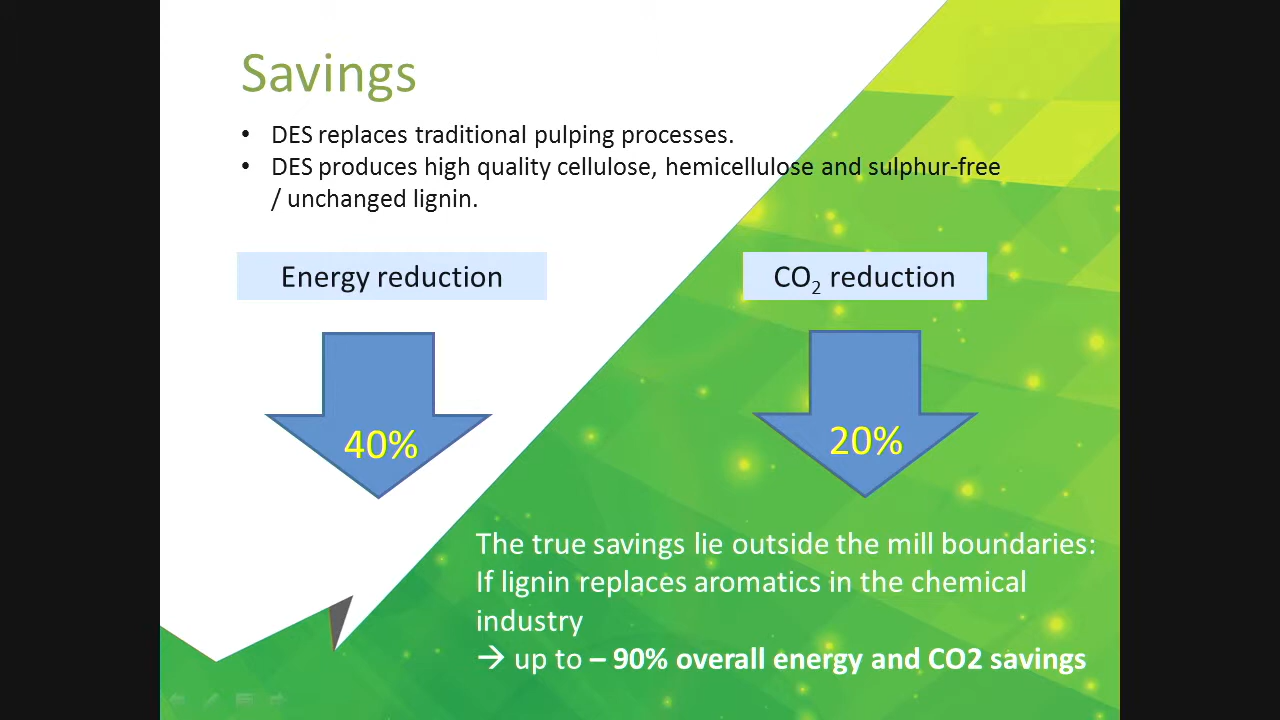 Savings
• DES replaces traditional pulping processes.
• DES produces high quality cellulose, hemicellulose and sulphur-free
/ unchanged lignin.
Energy reduction
CO₂ reduction
40%
20%
The true savings lie outside the mill boundaries:
If lignin replaces aromatics in the chemical
industry
→ up to – 90% overall energy and CO2 savings